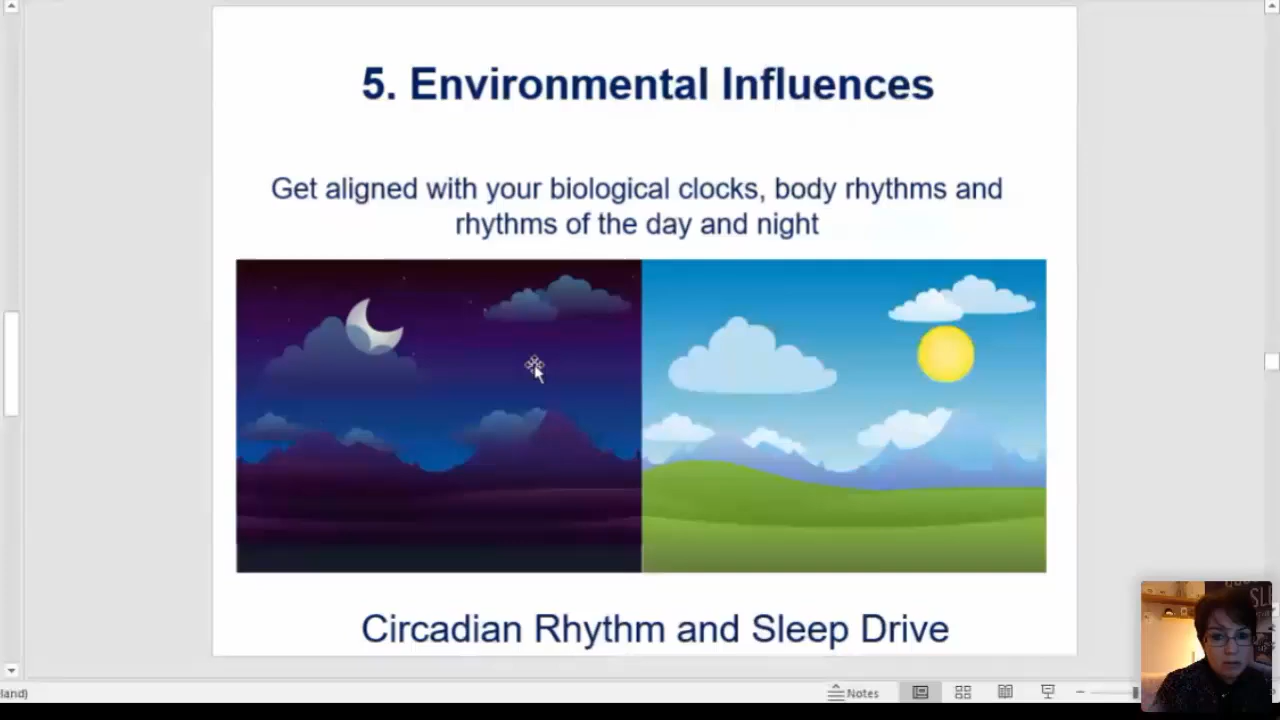 5. Environmental Influences
Get aligned with your biological clocks, body rhythms and
rhythms of the day and night
Circadian Rhythm and Sleep Drive
land)
Notes